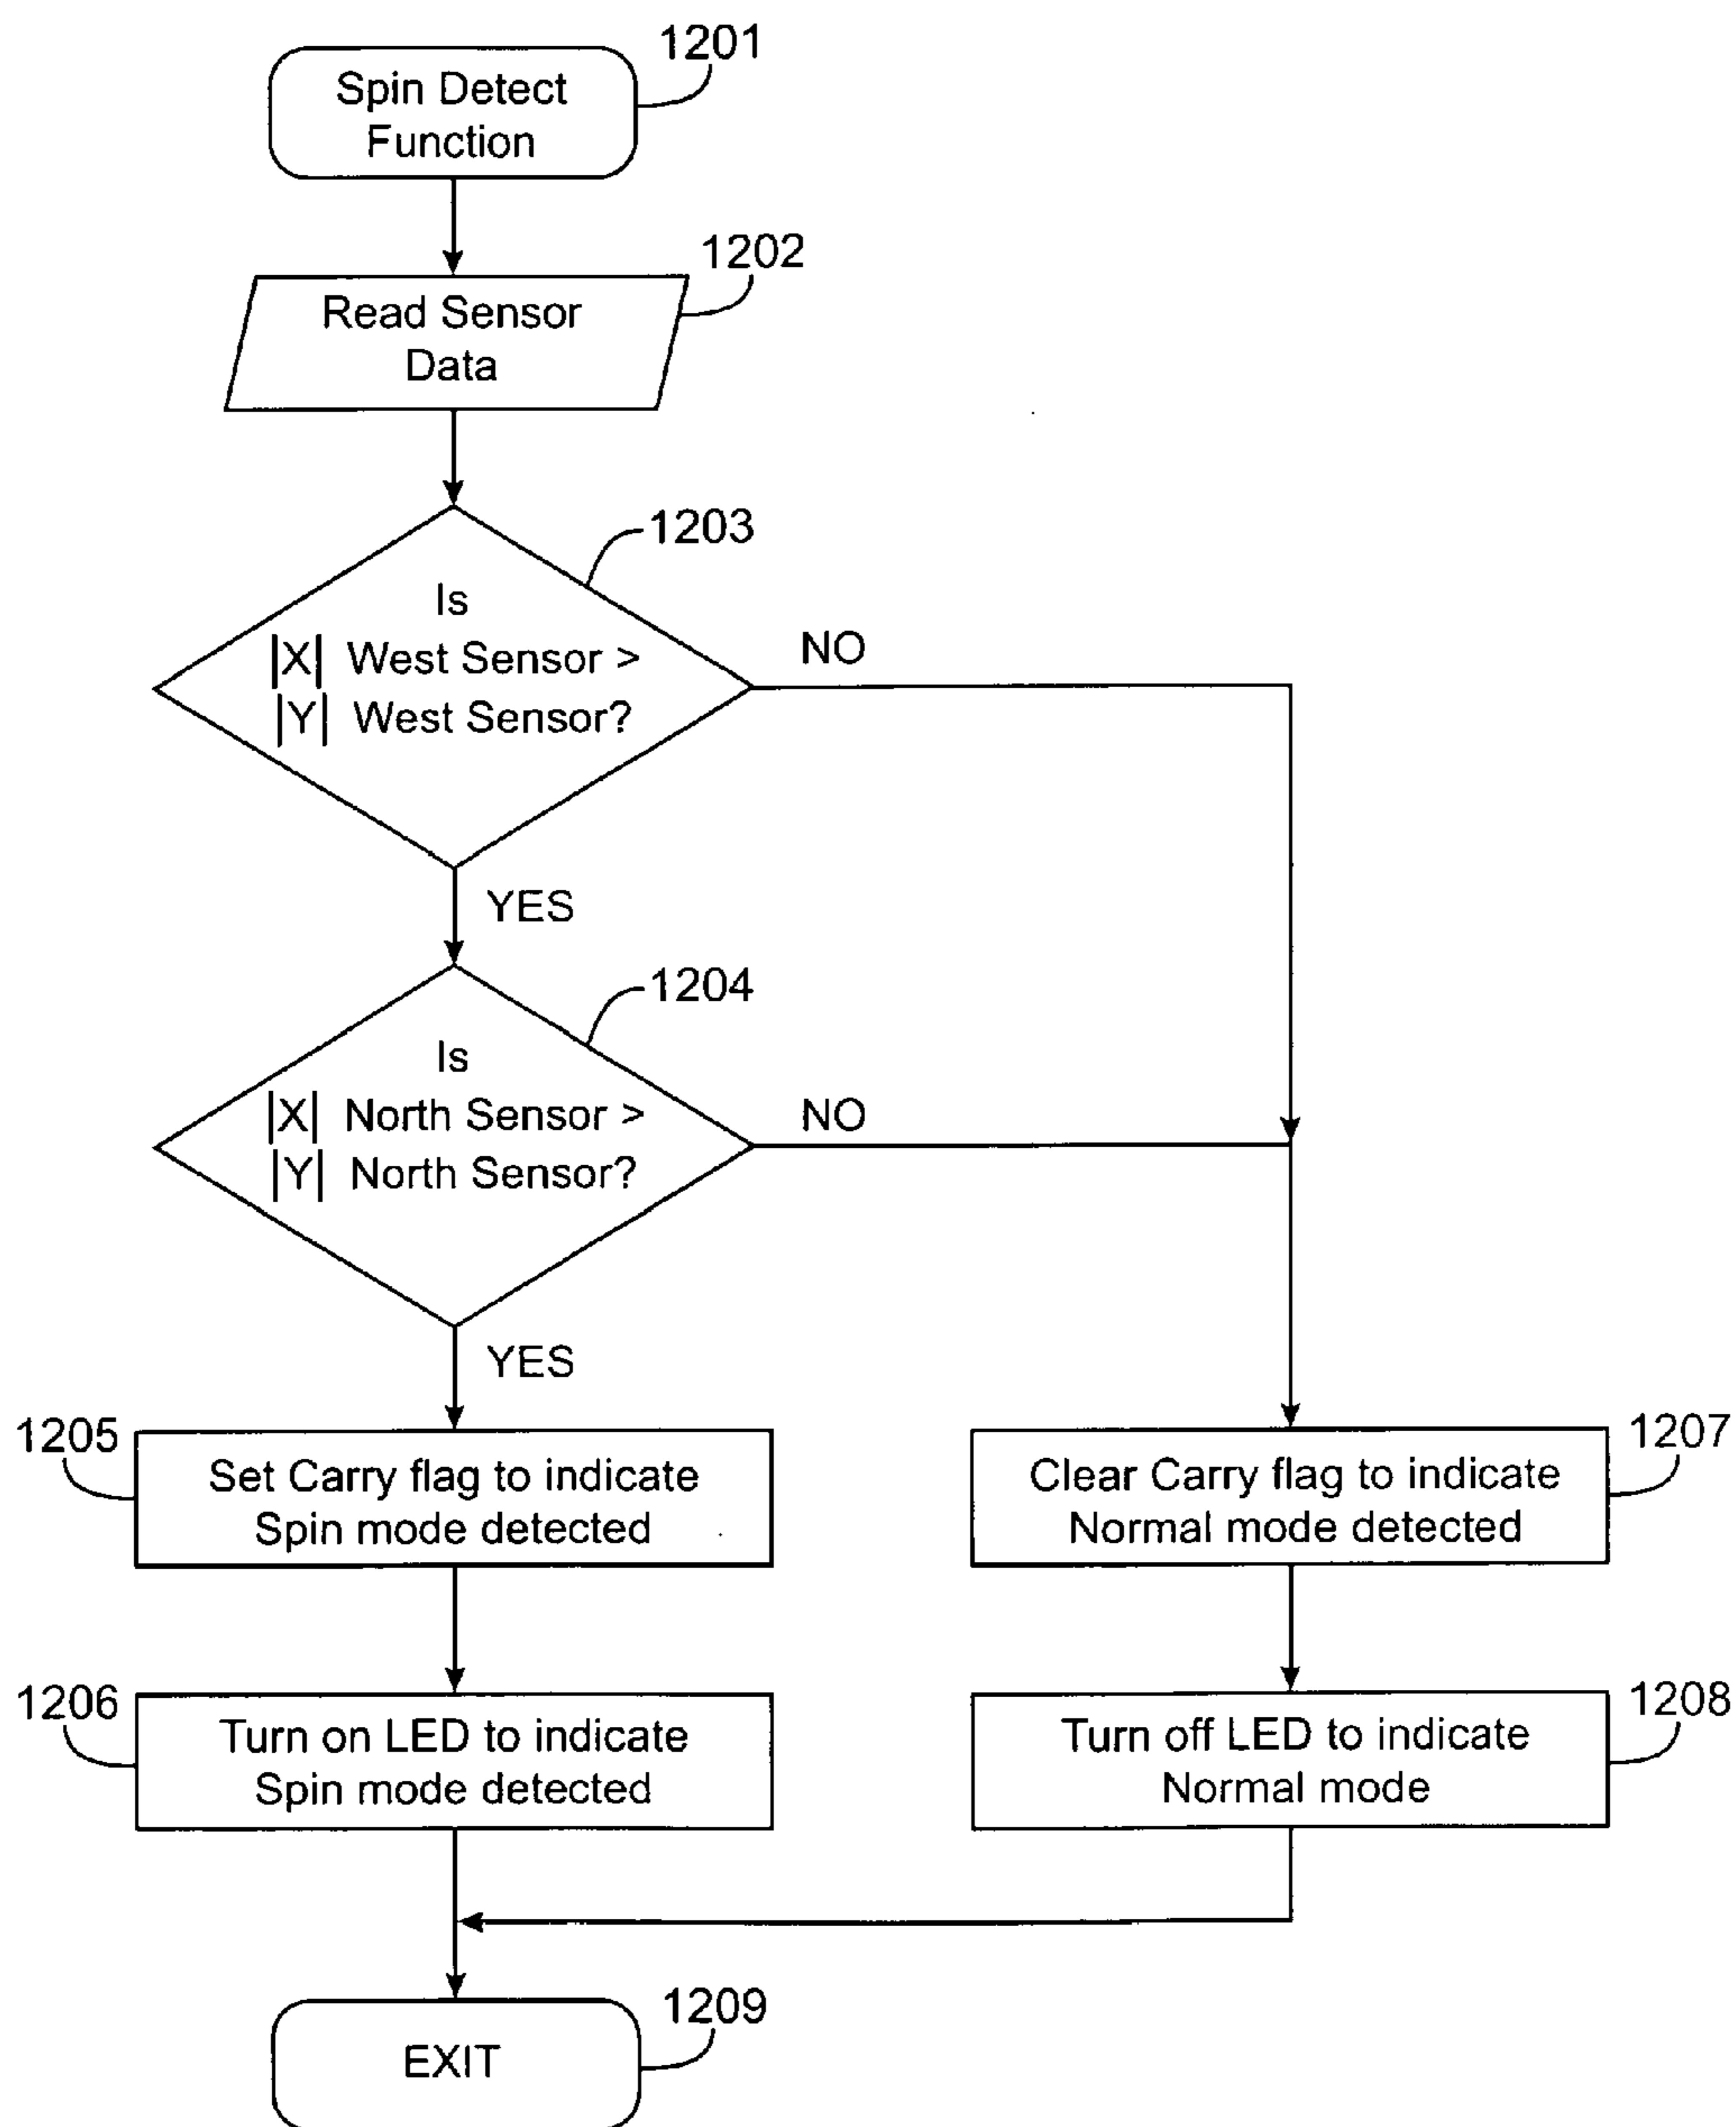 1201
Spin Detect
Function
1202
Read Sensor
Data
1203
Is
|X| West Sensor >
|Y| West Sensor?
NO
YES
1204
Is
|X| North Sensor >
|Y| North Sensor?
NO
YES
1205
Set Carry flag to indicate
Spin mode detected
1207
Clear Carry flag to indicate
Normal mode detected
1206
Turn on LED to indicate
Spin mode detected
1208
Turn off LED to indicate
Normal mode
1209
EXIT